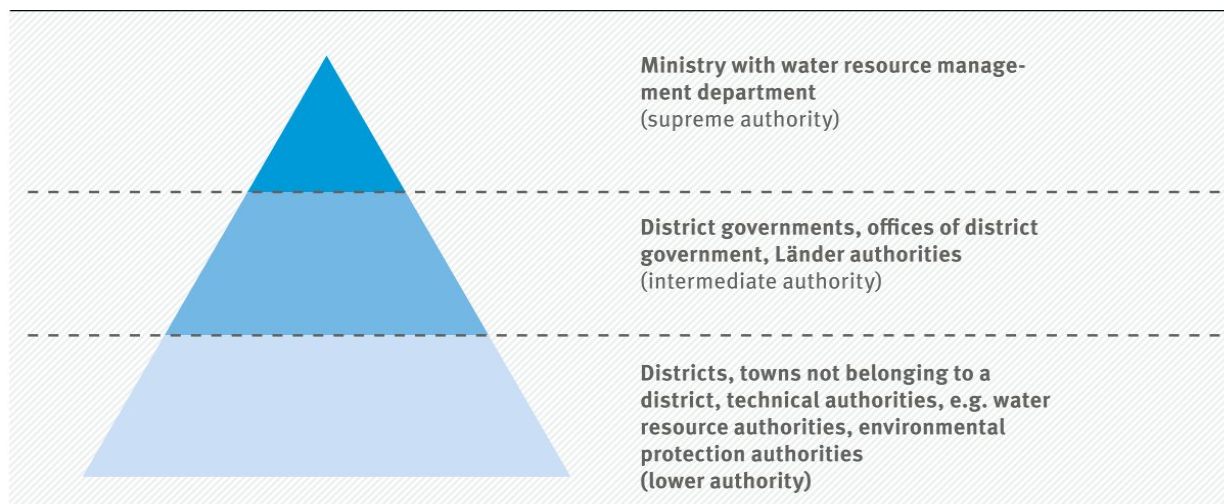 Ministry with water resource manage-
ment department
(supreme authority)
District governments, offices of district
government, Länder authorities
(intermediate authority)
Districts, towns not belonging to a
district, technical authorities, e.g. water
resource authorities, environmental
protection authorities
(lower authority)